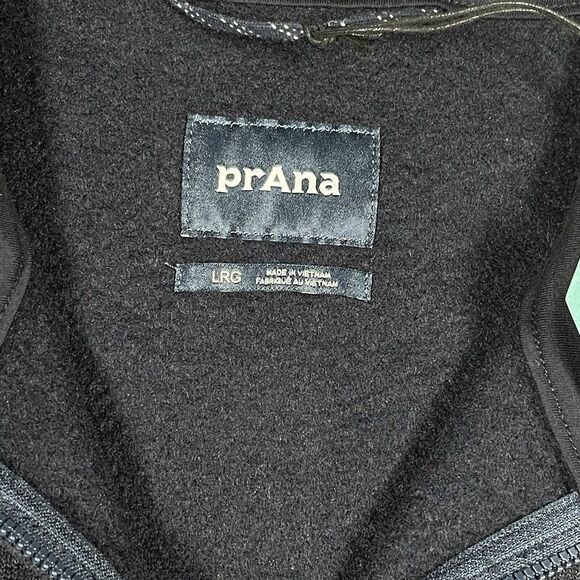 prAna
LRG
MADE IN VIETNAM
FABRIQUÉ AU VIETNAM